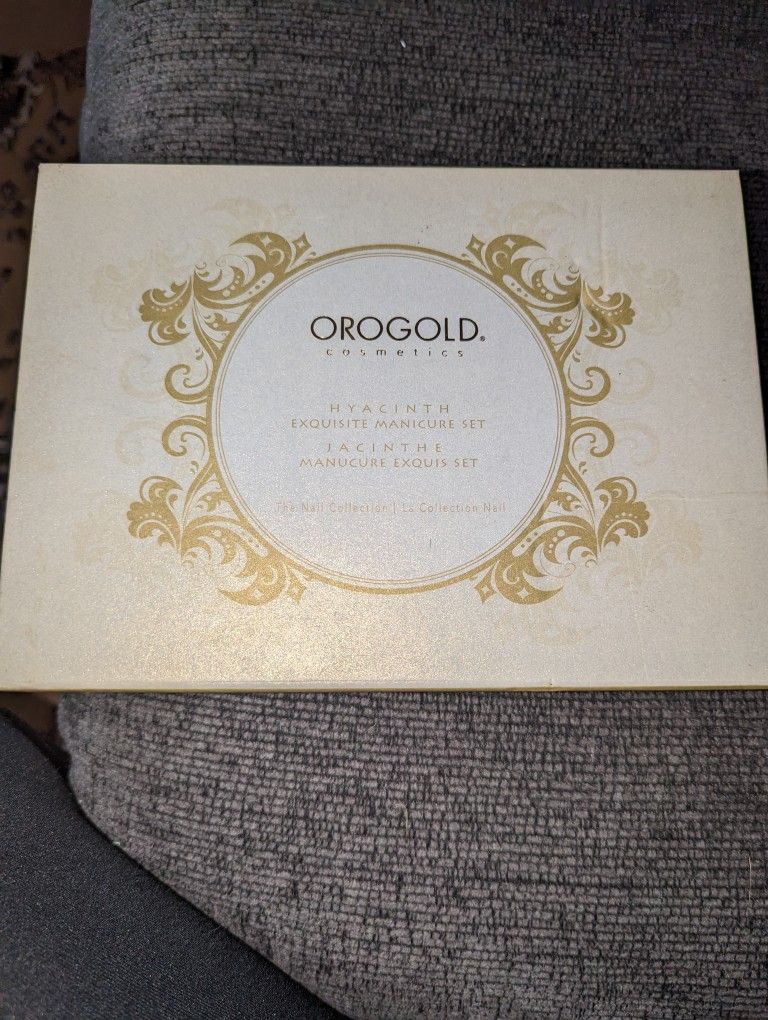 OROGOLD®
cosmetics
HYACINTH
EXQUISITE MANICURE SET
JACINTHE
MANUCURE EXQUIS SET
The Nail Collection | La Collection Nail